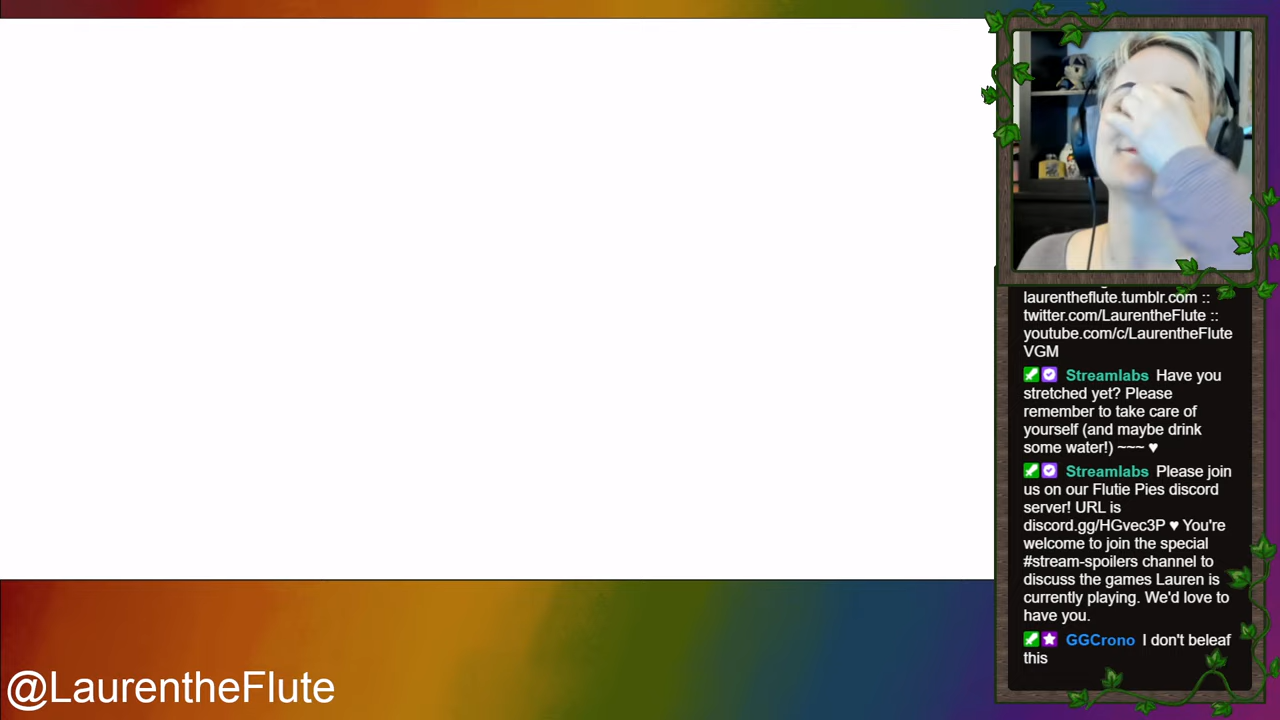 laurentheflute.tumblr.com ::
twitter.com/LaurentheFlute ::
youtube.com/c/LaurentheFlute
VGM
Streamlabs Have you
stretched yet? Please
remember to take care of
yourself (and maybe drink
some water!) ~~~ ♥
Streamlabs Please join
us on our Flutie Pies discord
server! URL is
discord.gg/HGvec3P ♥ You're
welcome to join the special
#stream-spoilers channel to
discuss the games Lauren is
currently playing. We'd love to
have you.
GGCrono I don't beleaf
this
@LaurentheFlute